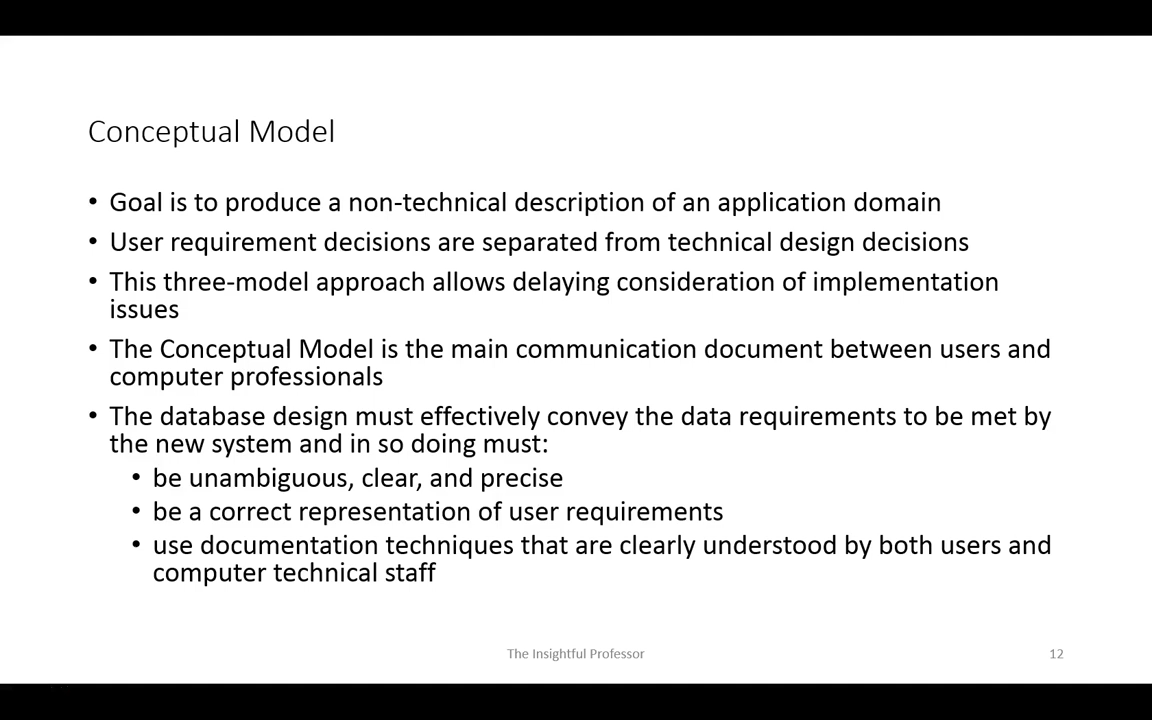 Conceptual Model
• Goal is to produce a non-technical description of an application domain
• User requirement decisions are separated from technical design decisions
• This three-model approach allows delaying consideration of implementation
issues
• The Conceptual Model is the main communication document between users and
computer professionals
• The database design must effectively convey the data requirements to be met by
the new system and in so doing must:
• be unambiguous, clear, and precise
• be a correct representation of user requirements
• use documentation techniques that are clearly understood by both users and
computer technical staff
The Insightful Professor
12